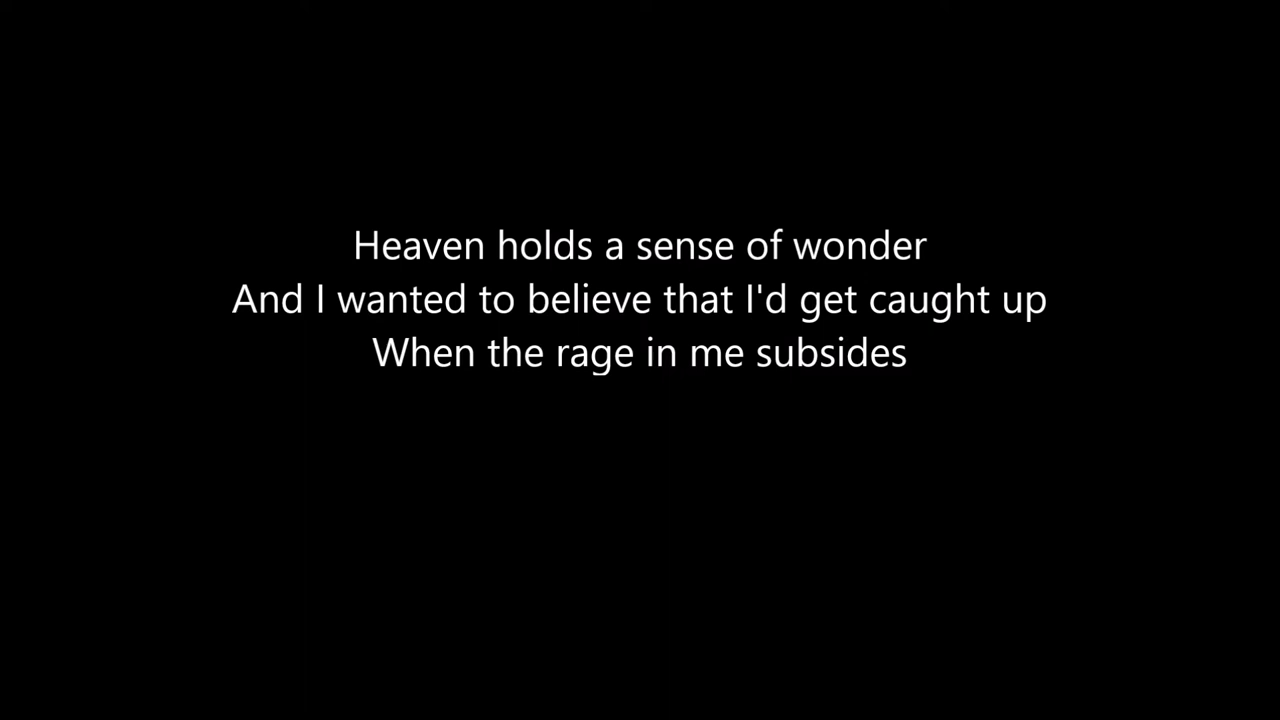 Heaven holds a sense of wonder
And I wanted to believe that I'd get caught up
When the rage in me subsides